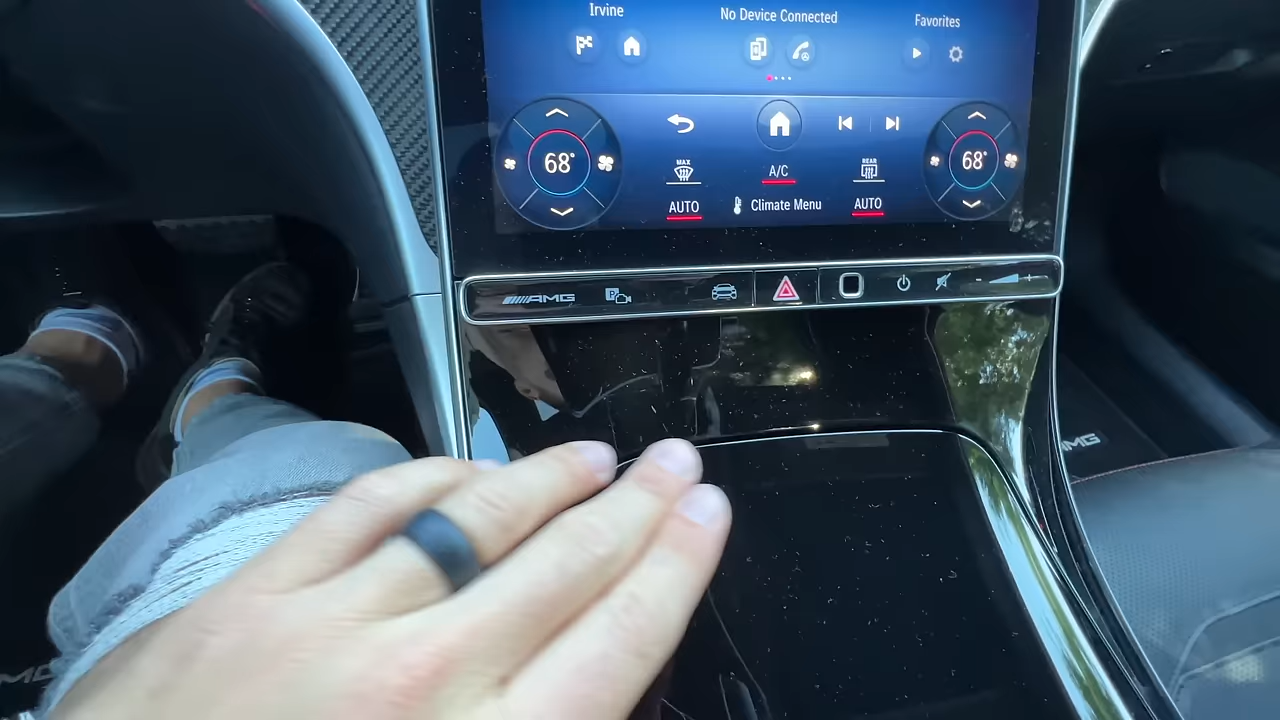 Irvine
No Device Connected
Favorites
68°
MAX
A/C
REAR
68°
AUTO
Climate Menu
AUTO
AMG
P
AMG